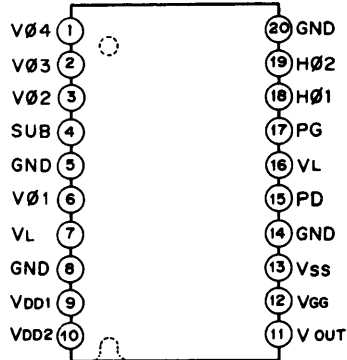 VØ4 1 20 GND
VØ3 2 19 HØ2
VØ2 3 18 HØ1
SUB 4 17 PG
GND 5 16 VL
VØ1 6 15 PD
VL 7 14 GND
GND 8 13 VSS
VDD1 9 12 VGG
VDD2 10 11 V OUT